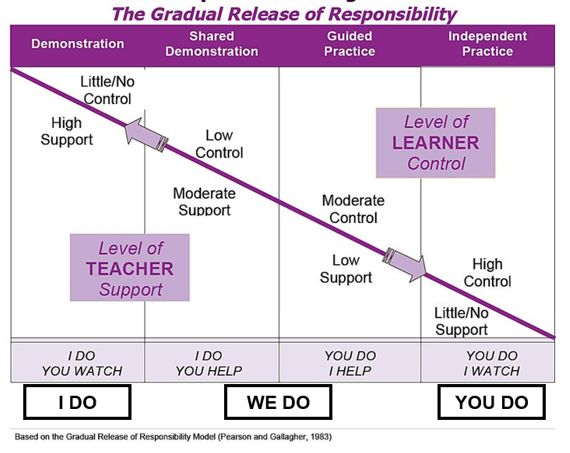 The Gradual Release of Responsibility
Demonstration
Shared
Demonstration
Guided
Practice
Independent
Practice
Little/No
Control
High
Support
Low
Control
Moderate
Support
Level of
LEARNER
Control
Moderate
Control
Low
Support
Level of
TEACHER
Support
High
Control
Little/No
Support
I DO
YOU WATCH
I DO
YOU HELP
YOU DO
I HELP
YOU DO
I WATCH
I DO
WE DO
YOU DO
Based on the Gradual Release of Responsibility Model (Pearson and Gallagher, 1983)